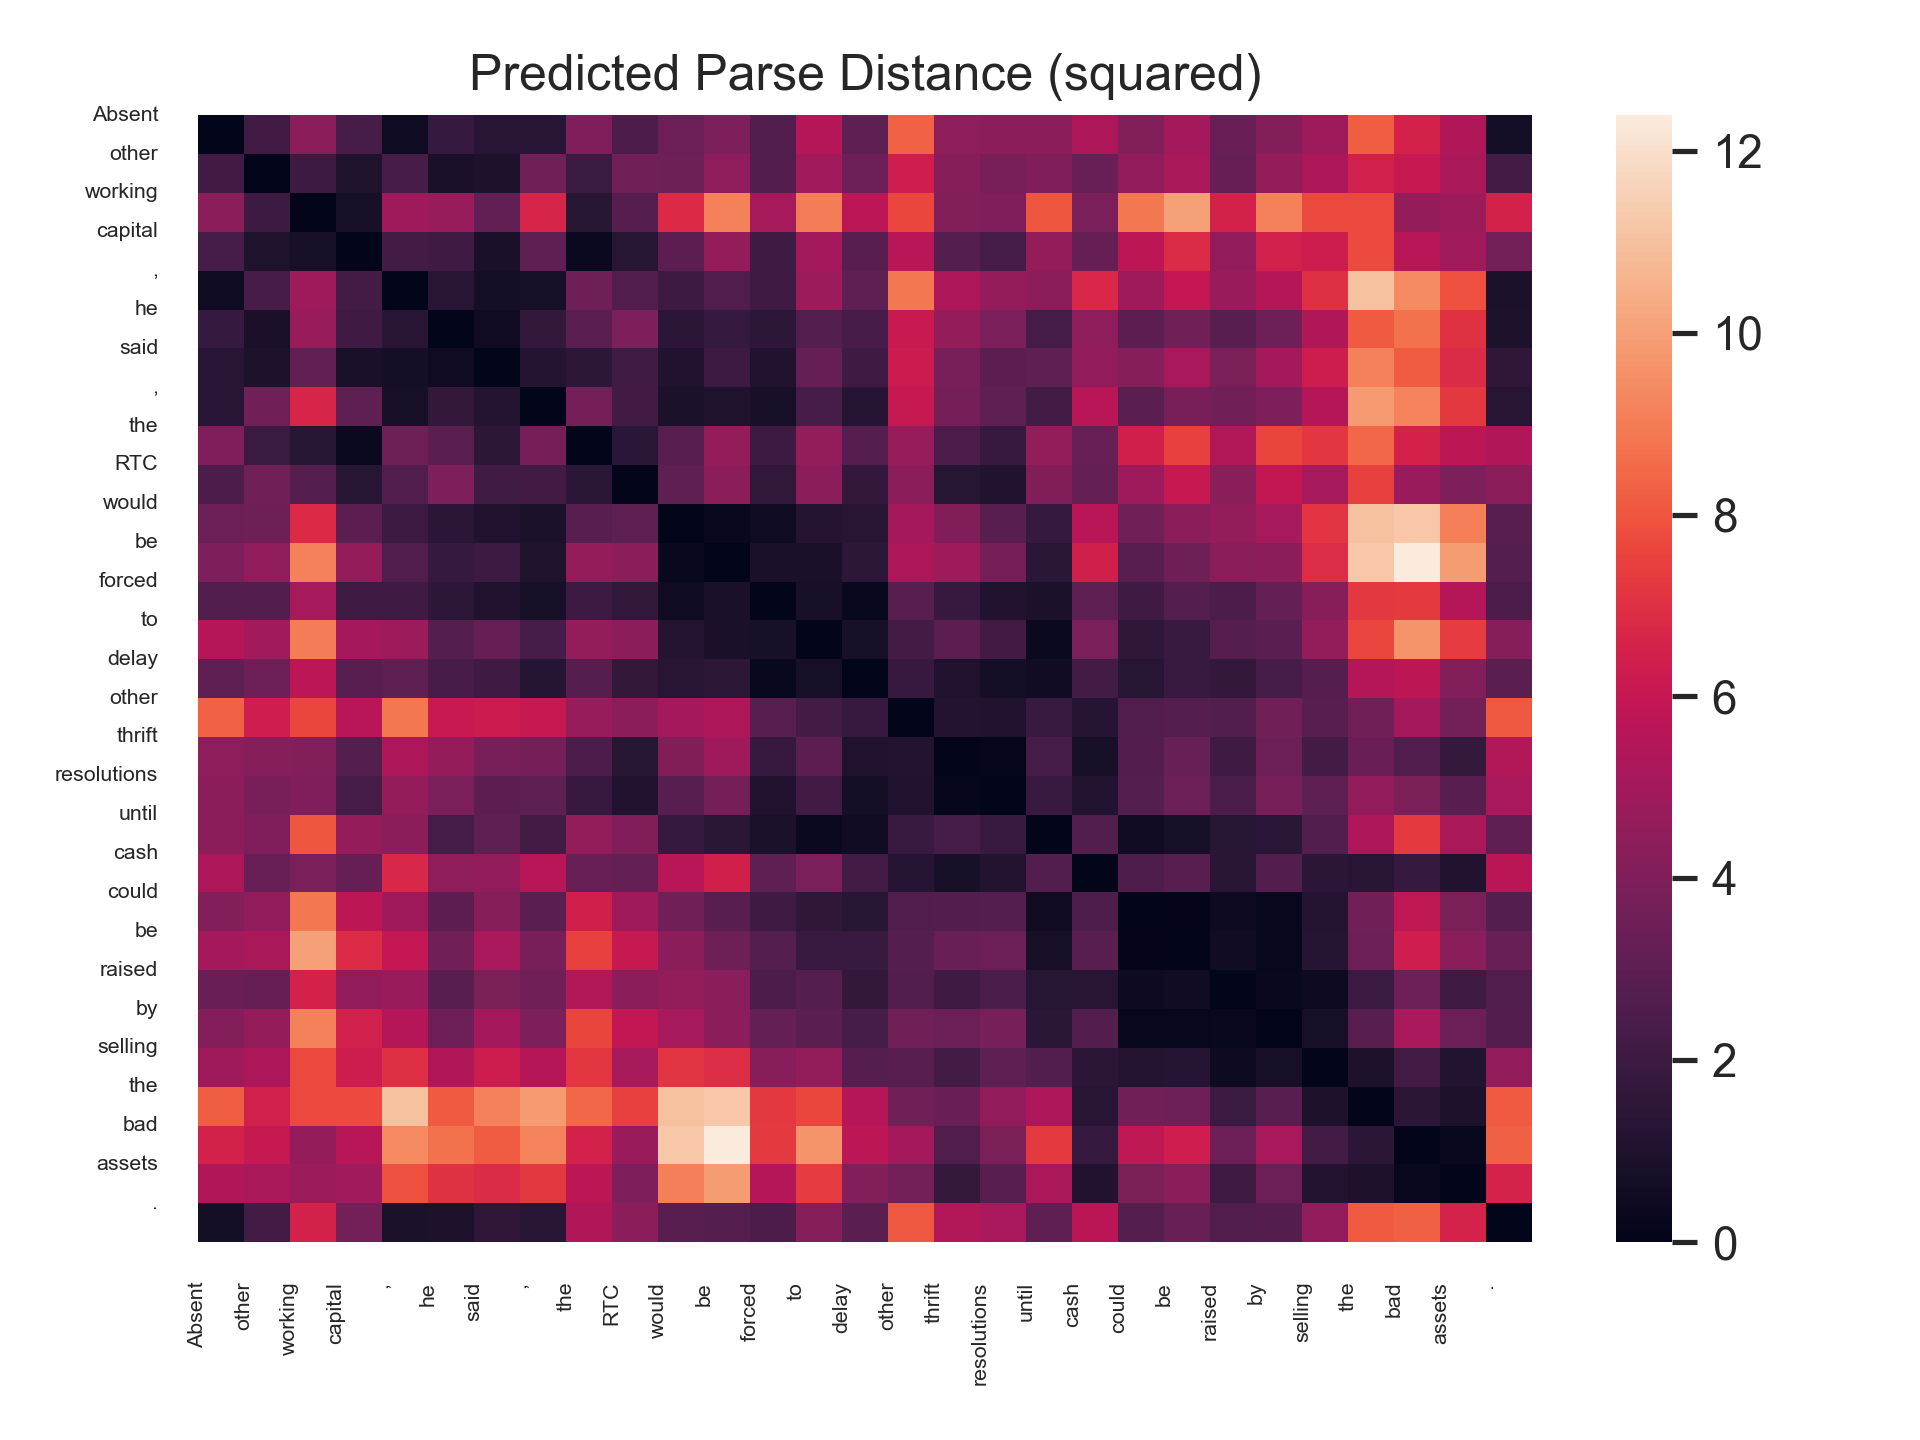 Predicted Parse Distance (squared)
Absent
other
working
capital
,
he
said
,
the
RTC
would
be
forced
to
delay
other
thrift
resolutions
until
cash
could
be
raised
by
selling
the
bad
assets
.
12
10
8
6
4
2
0
Absent
other
working
capital
,
he
said
,
the
RTC
would
be
forced
to
delay
other
thrift
resolutions
until
cash
could
be
raised
by
selling
the
bad
assets
.